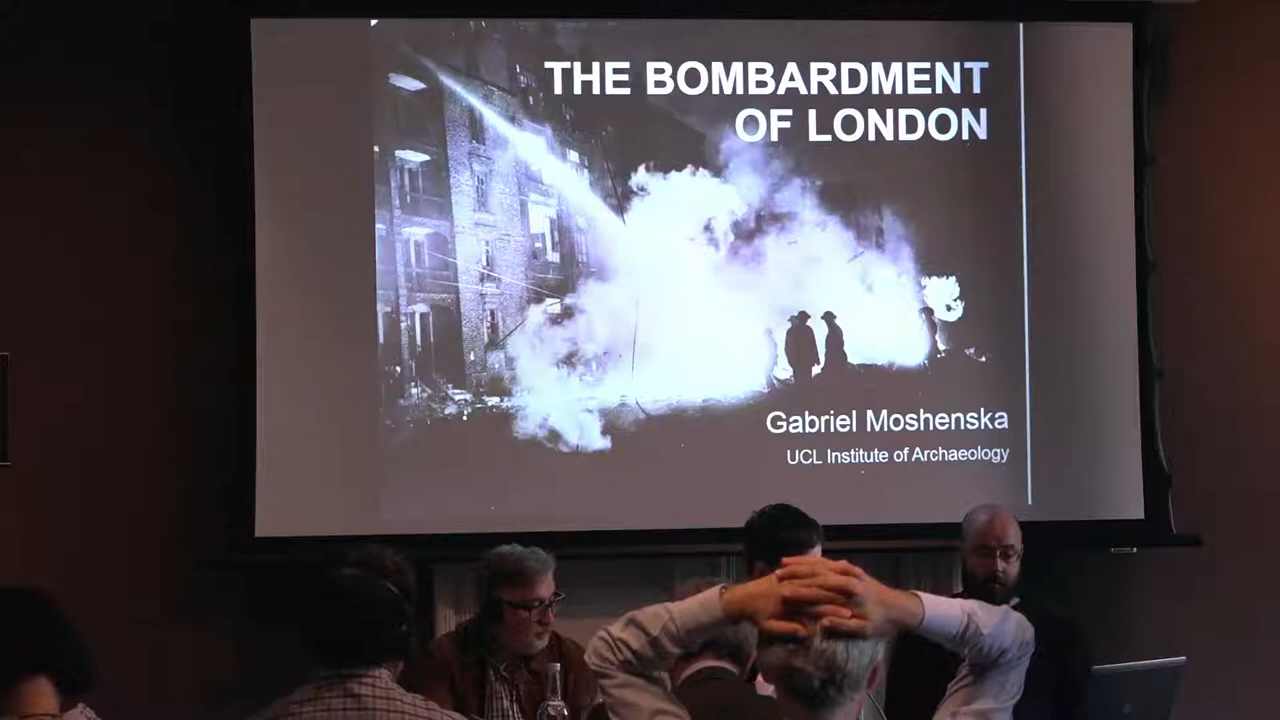 THE BOMBARDMENT
OF LONDON
Gabriel Moshenska
UCL Institute of Archaeology